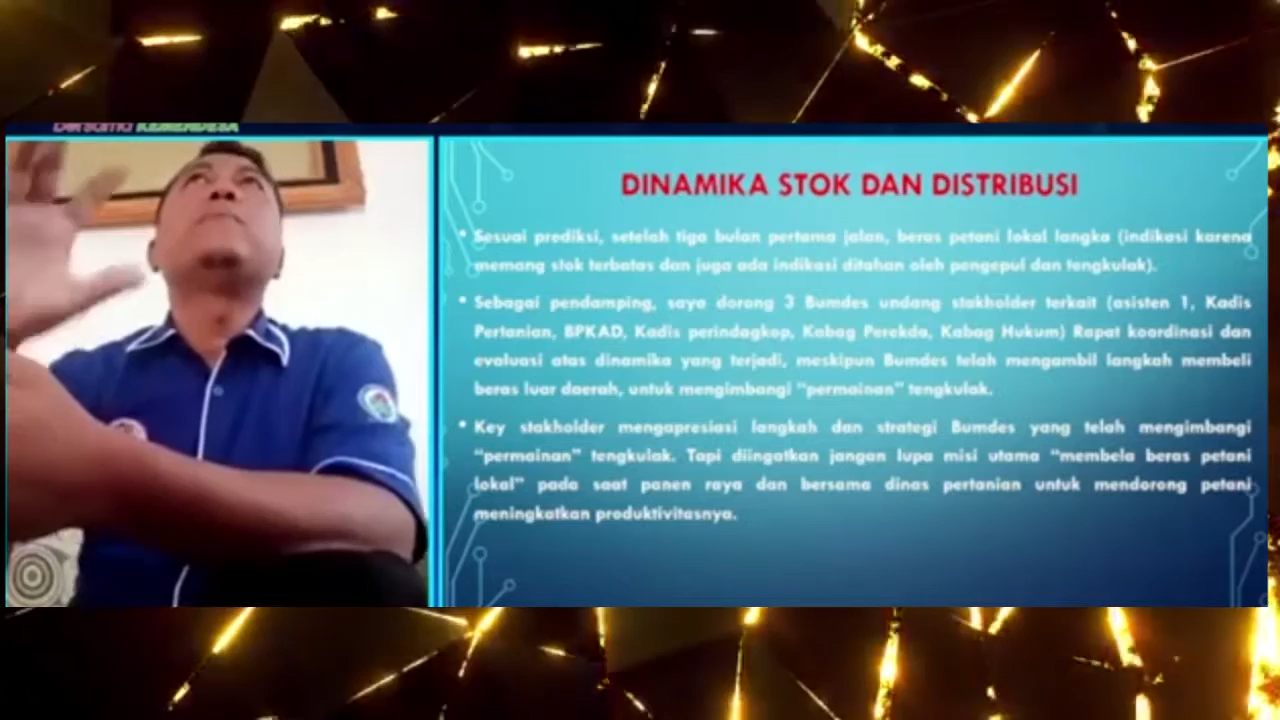 Bersama KEMENDESA
DINAMIKA STOK DAN DISTRIBUSI
• Sesuai prediksi, setelah tiga bulan pertama jalan, beras petani lokal langka (indikasi karena
memang stok terbatas dan juga ada indikasi ditahan oleh pengepul dan tengkulak).
• Sebagai pendamping, saya dorong 3 Bumdes undang stakholder terkait (asisten 1, Kadis
Pertanian, BPKAD, Kadis perindagkop, Kabag Perekda, Kabag Hukum) Rapat koordinasi dan
evaluasi atas dinamika yang terjadi, meskipun Bumdes telah mengambil langkah membeli
beras luar daerah, untuk mengimbangi “permainan” tengkulak.
• Key stakholder mengapresiasi langkah dan strategi Bumdes yang telah mengimbangi
“permainan” tengkulak. Tapi diingatkan jangan lupa misi utama “membela beras petani
lokal” pada saat panen raya dan bersama dinas pertanian untuk mendorong petani
meningkatkan produktivitasnya.